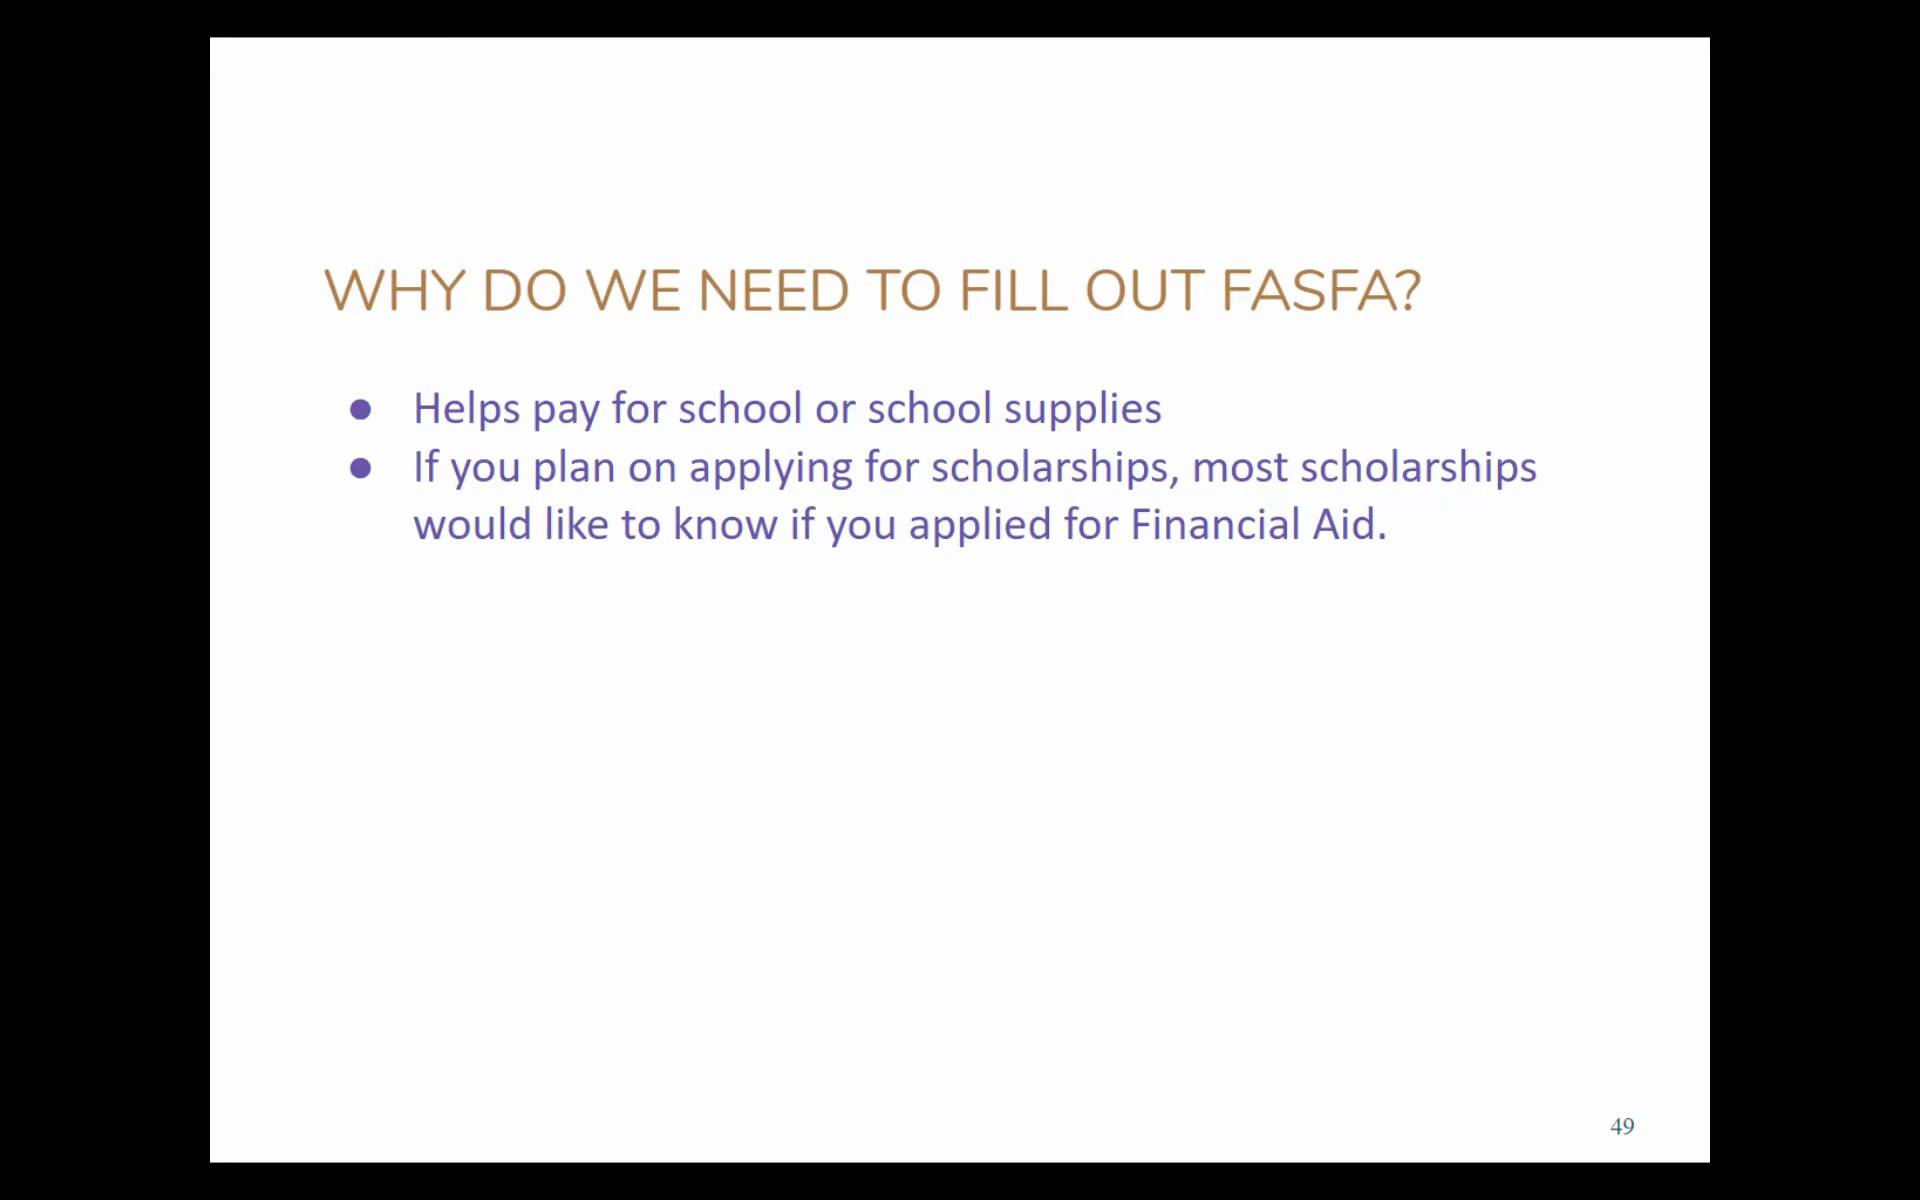 WHY DO WE NEED TO FILL OUT FASFA?
● Helps pay for school or school supplies
● If you plan on applying for scholarships, most scholarships
would like to know if you applied for Financial Aid.
49